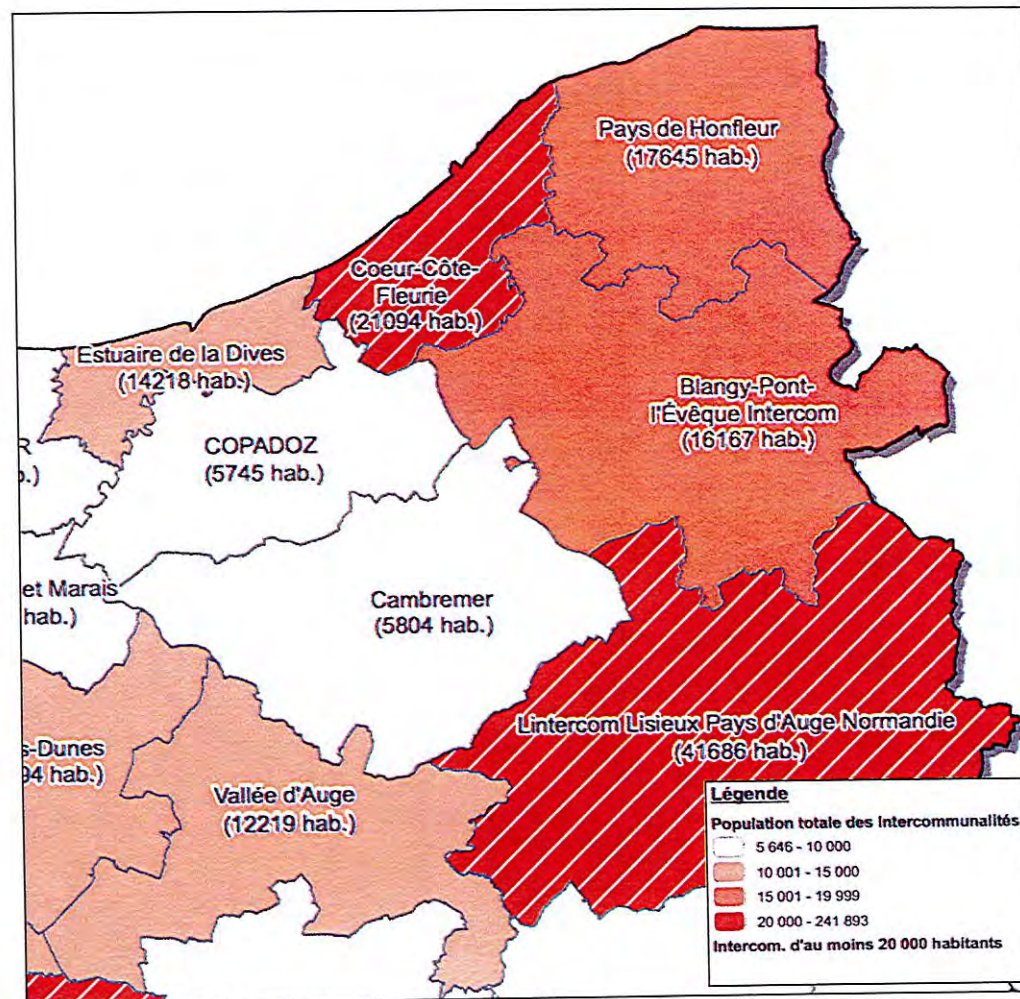 Pays de Honfleur
(17645 hab.)
Coeur-Côte-
Fleurie
(21094 hab.)
Estuaire de la Dives
(14218 hab.)
Blangy-Pont-
l'Évêque Intercom
(16167 hab.)
R
b.)
COPADOZ
(5745 hab.)
et Marais
hab.)
Cambremer
(5804 hab.)
s-Dunes
94 hab.)
Lintercom Lisieux Pays d'Auge Normandie
(41686 hab.)
Vallée d'Auge
(12219 hab.)
Légende
Population totale des Intercommunalités
5 646 - 10 000
10 001 - 15 000
15 001 - 19 999
20 000 - 241 893
Intercom. d'au moins 20 000 habitants